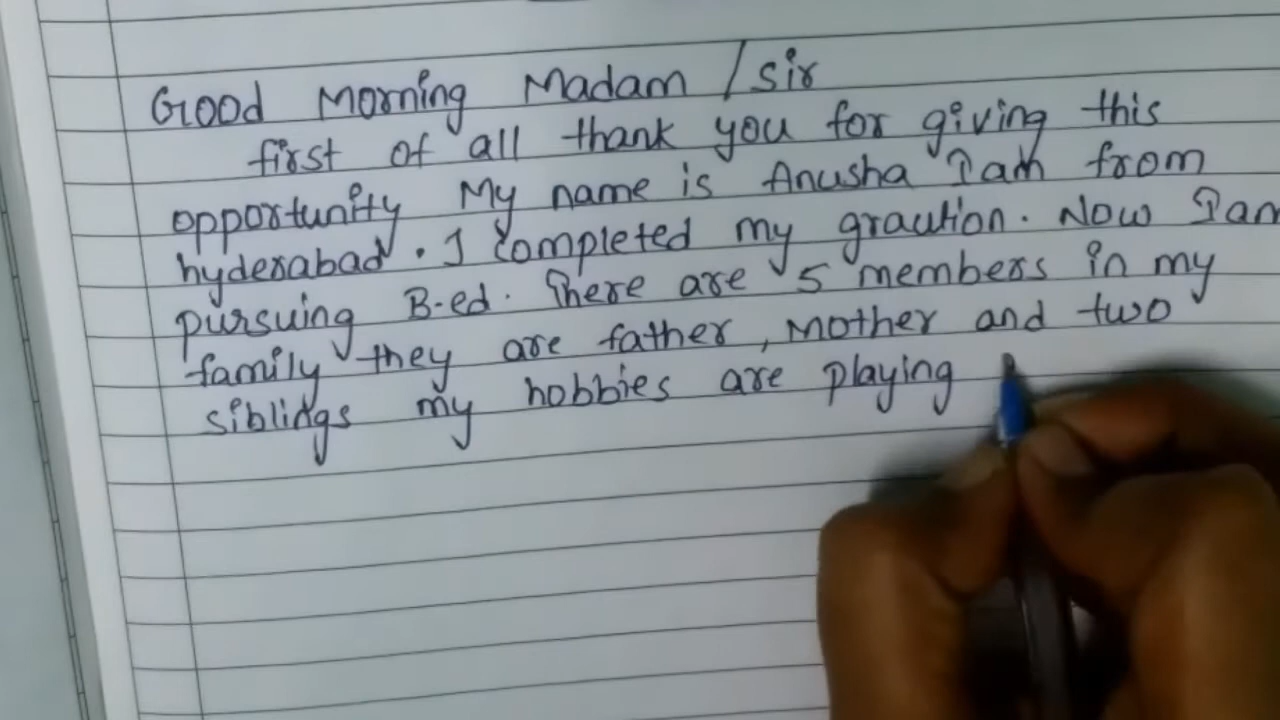 Good Morning Madam / Sir
first of all thank you for giving this
opportunity My name is Anusha Iam from
hyderabad. I completed my graution. Now Iam
pursuing B-ed. There are 5 members in my
family they are father, Mother and two
siblings my hobbies are playing